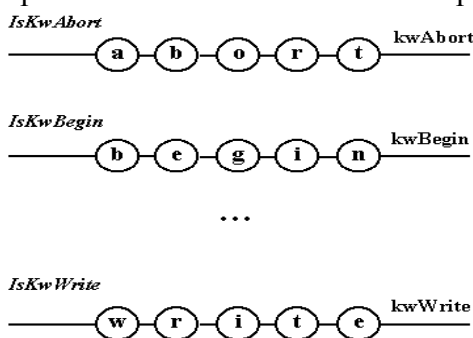 IsKwAbort
a b o r t kwAbort
IsKwBegin
b e g i n kwBegin
...
IsKwWrite
w r i t e kwWrite